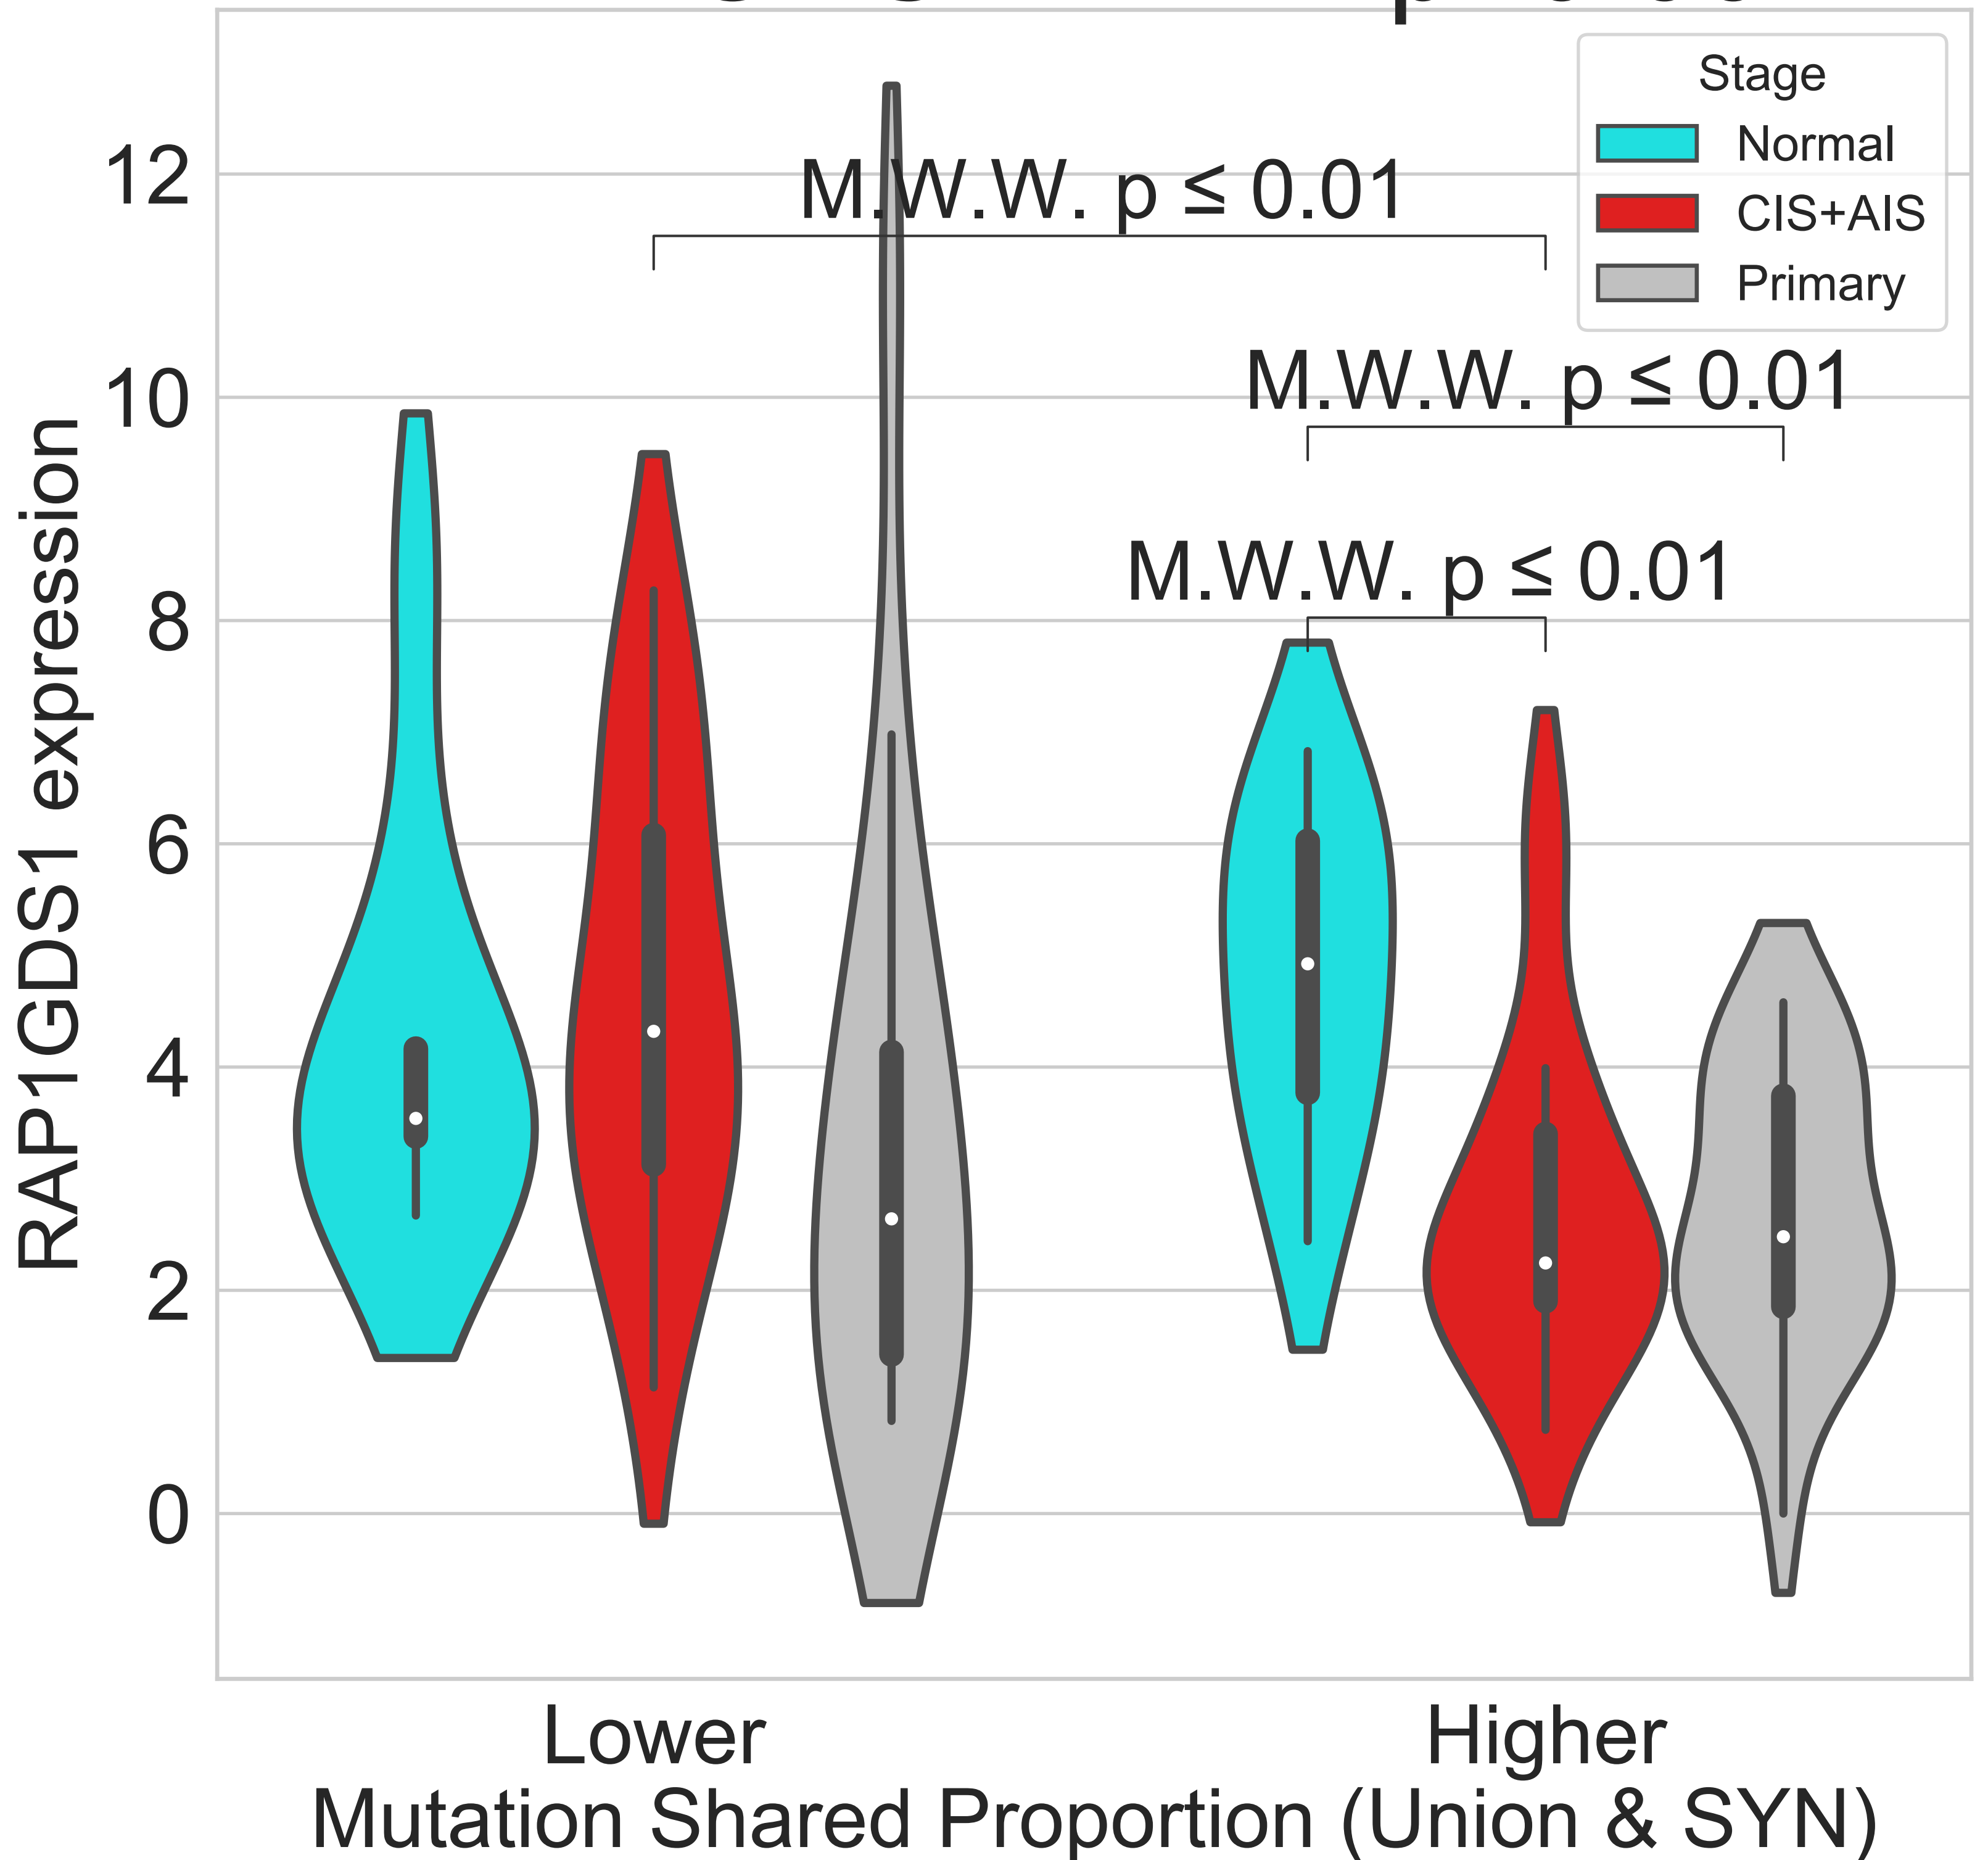 Stage
Normal
CIS+AIS
Primary
M.W.W. p ≤ 0.01
M.W.W. p ≤ 0.01
M.W.W. p ≤ 0.01
RAP1GDS1 expression
12
10
8
6
4
2
0
Lower
Higher
Mutation Shared Proportion (Union & SYN)